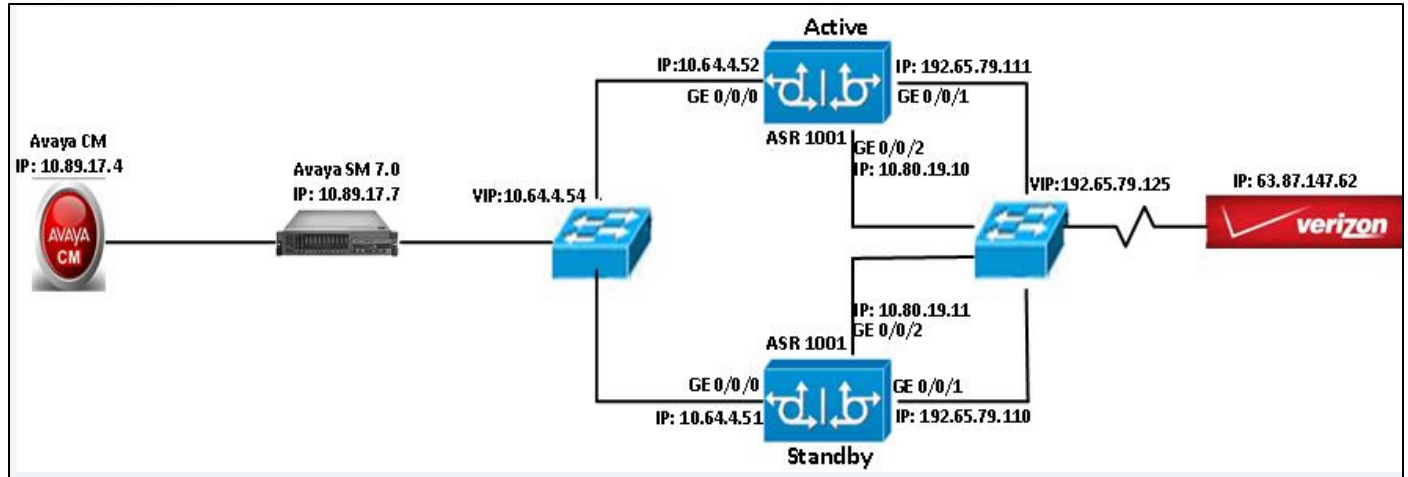 Active
IP:10.64.4.52
IP: 192.65.79.111
GE 0/0/0
GE 0/0/1
ASR 1001
GE 0/0/2
IP: 10.80.19.10
Avaya CM
IP: 10.89.17.4
AVAYA
CM
Avaya SM 7.0
IP: 10.89.17.7
VIP:10.64.4.54
VIP:192.65.79.125
IP: 63.87.147.62
verizon
IP: 10.80.19.11
GE 0/0/2
ASR 1001
GE 0/0/0
GE 0/0/1
IP: 10.64.4.51
IP: 192.65.79.110
Standby